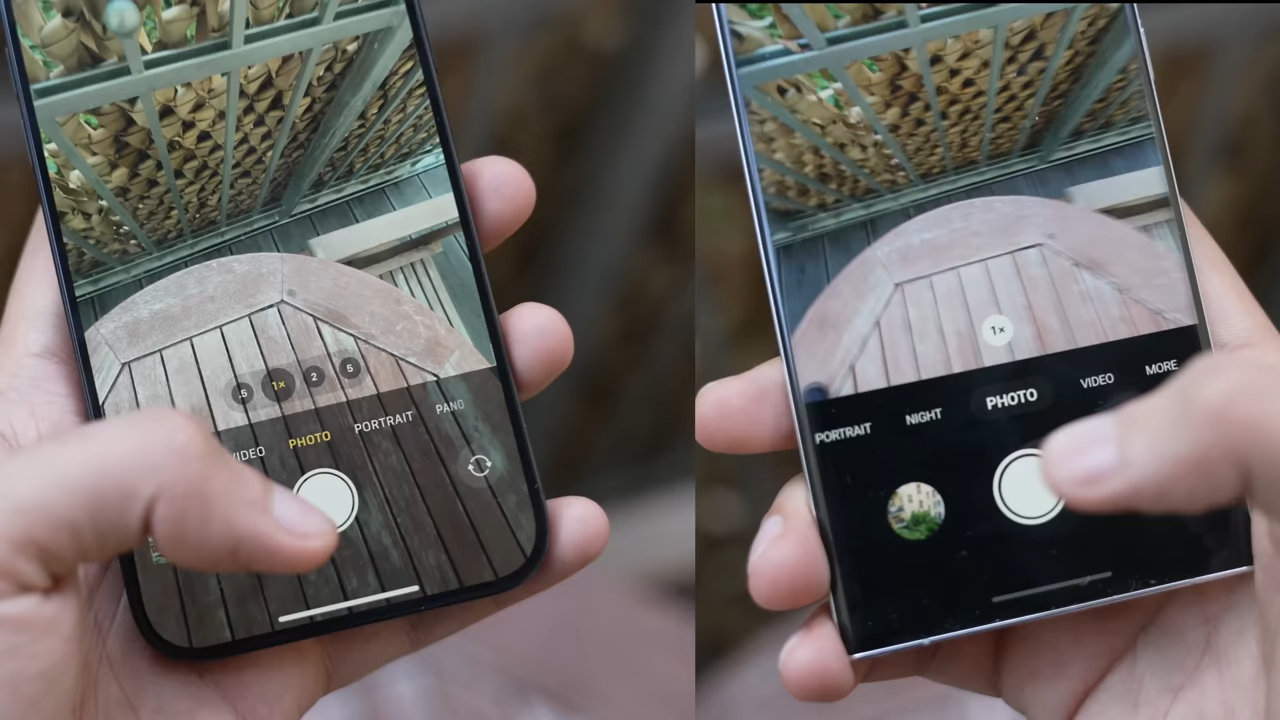 .5 1× 2 5
VIDEO PHOTO PORTRAIT PANO
1×
PORTRAIT NIGHT PHOTO VIDEO MORE